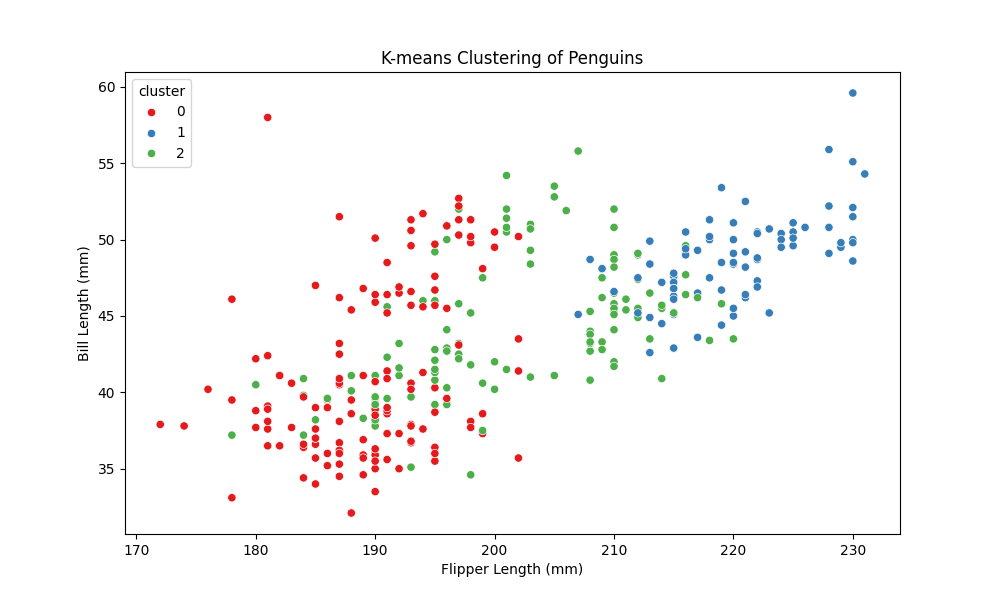 K-means Clustering of Penguins
cluster
0
1
2
Bill Length (mm)
60
55
50
45
40
35
170 180 190 200 210 220 230
Flipper Length (mm)